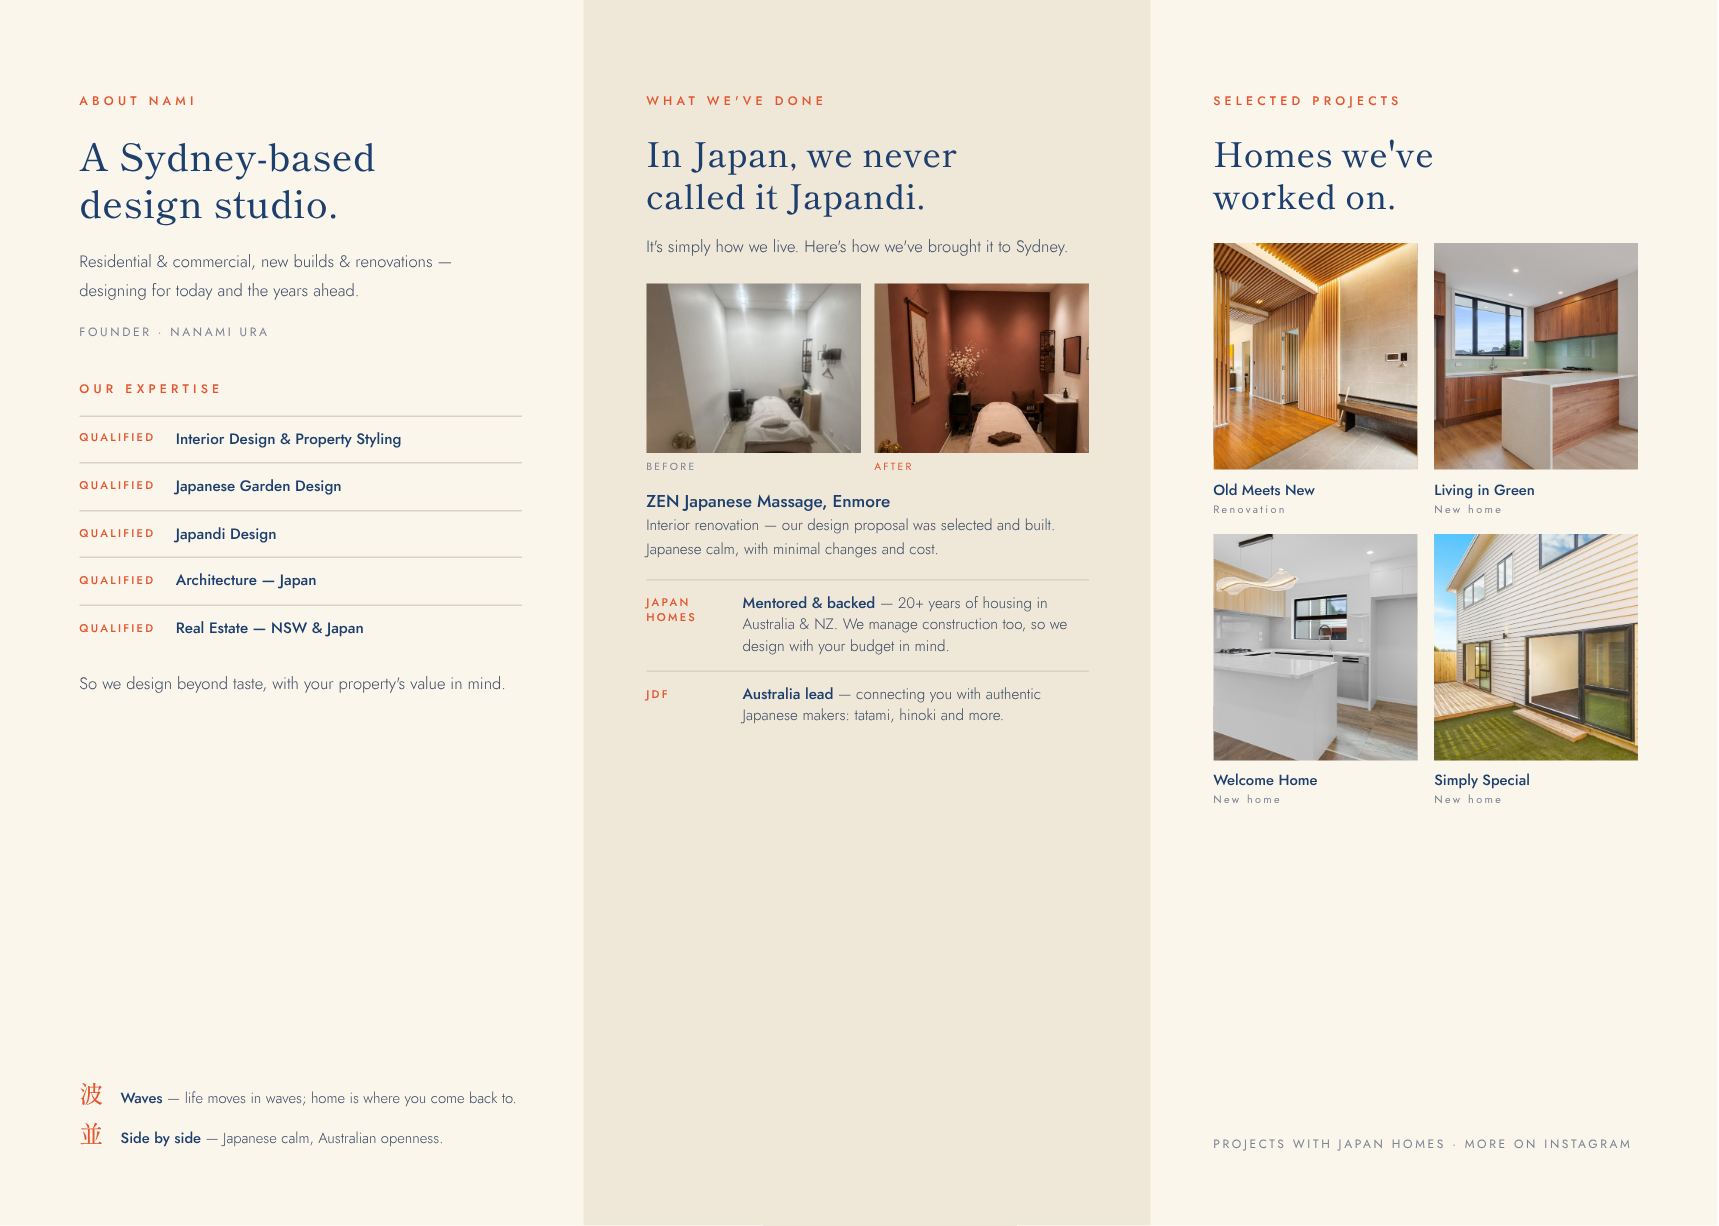 ABOUT NAMI
A Sydney-based
design studio.
Residential & commercial, new builds & renovations —
designing for today and the years ahead.
FOUNDER · NANAMI URA
OUR EXPERTISE
QUALIFIED Interior Design & Property Styling
QUALIFIED Japanese Garden Design
QUALIFIED Japandi Design
QUALIFIED Architecture — Japan
QUALIFIED Real Estate — NSW & Japan
So we design beyond taste, with your property's value in mind.
波 Waves — life moves in waves; home is where you come back to.
並 Side by side — Japanese calm, Australian openness.
WHAT WE'VE DONE
In Japan, we never
called it Japandi.
It's simply how we live. Here's how we've brought it to Sydney.
BEFORE
AFTER
ZEN Japanese Massage, Enmore
Interior renovation — our design proposal was selected and built.
Japanese calm, with minimal changes and cost.
JAPAN
HOMES
Mentored & backed — 20+ years of housing in
Australia & NZ. We manage construction too, so we
design with your budget in mind.
JDF
Australia lead — connecting you with authentic
Japanese makers: tatami, hinoki and more.
SELECTED PROJECTS
Homes we've
worked on.
Old Meets New
Renovation
Living in Green
New home
Welcome Home
New home
Simply Special
New home
PROJECTS WITH JAPAN HOMES · MORE ON INSTAGRAM